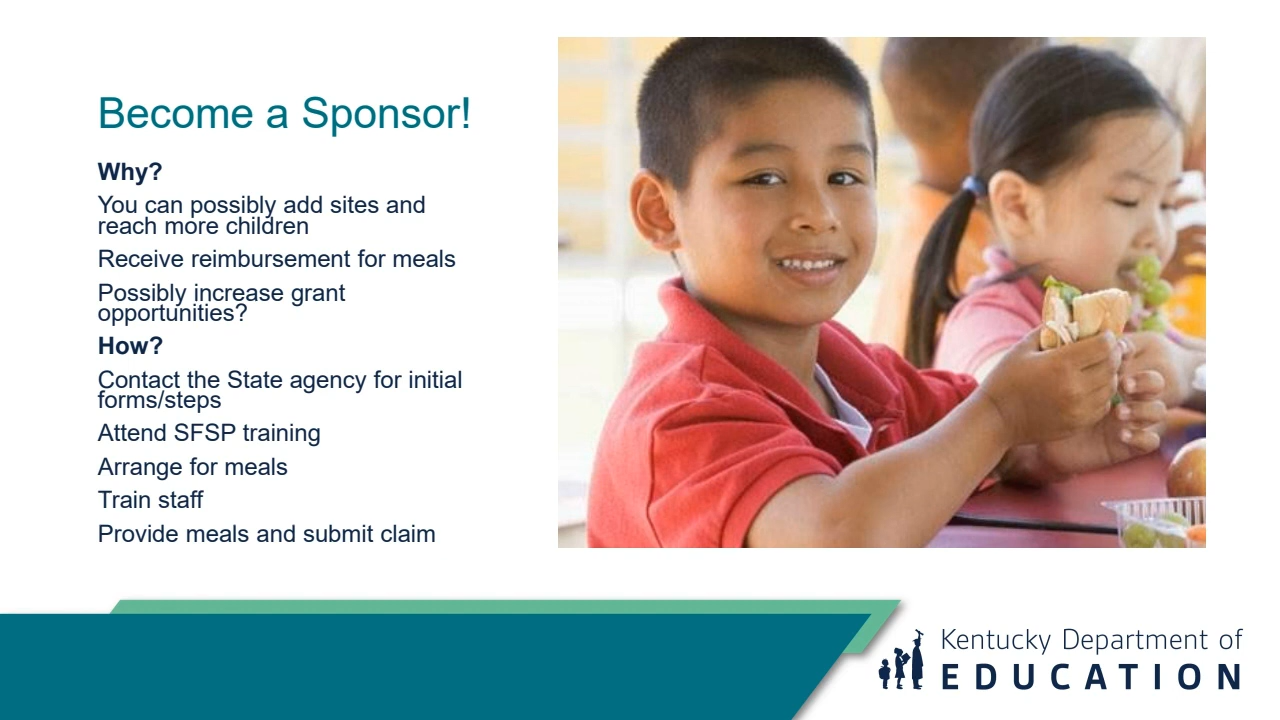 Become a Sponsor!
Why?
You can possibly add sites and
reach more children
Receive reimbursement for meals
Possibly increase grant
opportunities?
How?
Contact the State agency for initial
forms/steps
Attend SFSP training
Arrange for meals
Train staff
Provide meals and submit claim
Kentucky Department of
EDUCATION